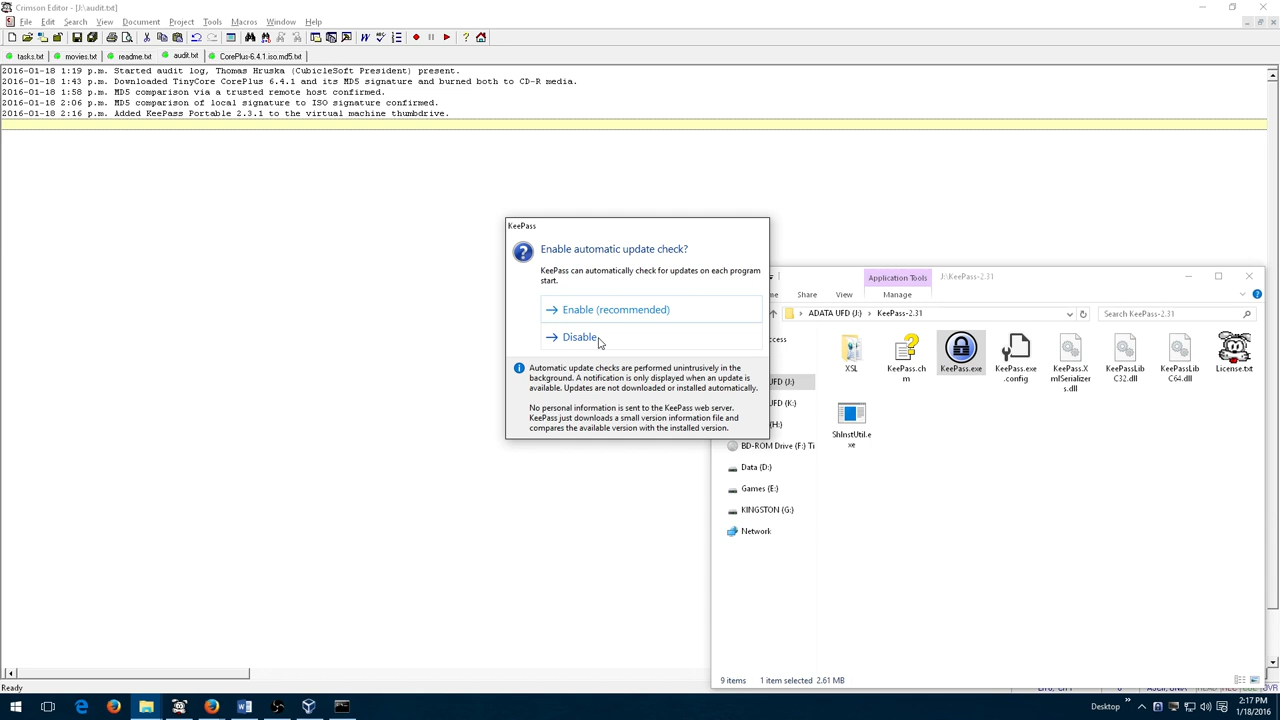 Crimson Editor - [J:\audit.txt]
File Edit Search View Document Project Tools Macros Window Help
tasks.txt movies.txt readme.txt audit.txt CorePlus-6.4.1.iso.md5.txt
2016-01-18 1:19 p.m. Started audit log, Thomas Hruska (CubicleSoft President) present.
2016-01-18 1:43 p.m. Downloaded TinyCore CorePlus 6.4.1 and its MD5 signature and burned both to CD-R media.
2016-01-18 1:58 p.m. MD5 comparison via a trusted remote host confirmed.
2016-01-18 2:06 p.m. MD5 comparison of local signature to ISO signature confirmed.
2016-01-18 2:16 p.m. Added KeePass Portable 2.3.1 to the virtual machine thumbdrive.
KeePass
Enable automatic update check?
KeePass can automatically check for updates on each program
start.
Enable (recommended)
Disable
Automatic update checks are performed unintrusively in the
background. A notification is only displayed when an update is
available. Updates are not downloaded or installed automatically.
No personal information is sent to the KeePass web server.
KeePass just downloads a small version information file and
compares the available version with the installed version.
Application Tools J:\KeePass-2.31
me Share View Manage
ADATA UFD (J:) KeePass-2.31 Search KeePass-2.31
ccess
UFD (J:)
UFD (K:)
(H:)
BD-ROM Drive (F:) Ti
Data (D:)
Games (E:)
KINGSTON (G:)
Network
XSL
KeePass.ch
m
KeePass.exe
KeePass.exe
.config
KeePass.X
mlSerializer
s.dll
KeePassLib
C32.dll
KeePassLib
C64.dll
License.txt
ShInstUtil.e
xe
9 items 1 item selected 2.61 MB
Ready
Desktop
2:17 PM
1/18/2016